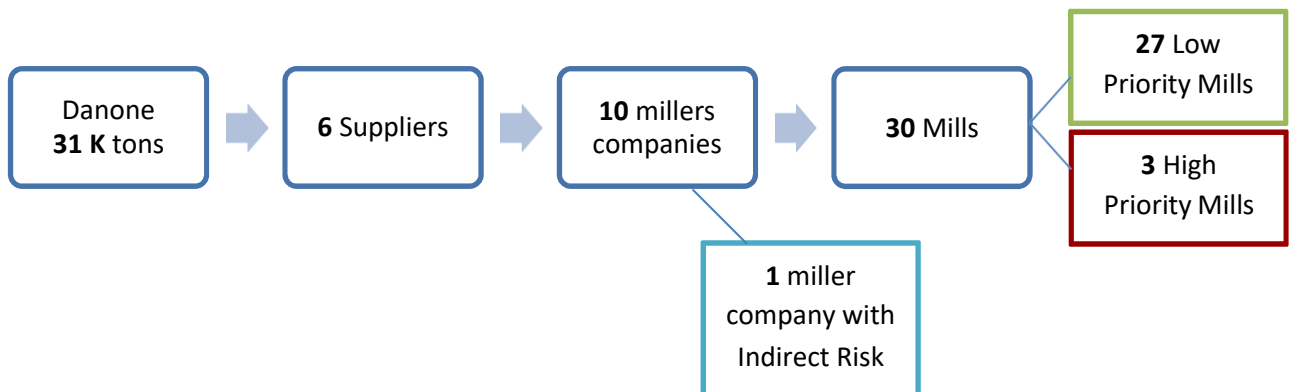 Danone
31 K tons
6 Suppliers
10 millers
companies
30 Mills
27 Low
Priority Mills
3 High
Priority Mills
1 miller
company with
Indirect Risk